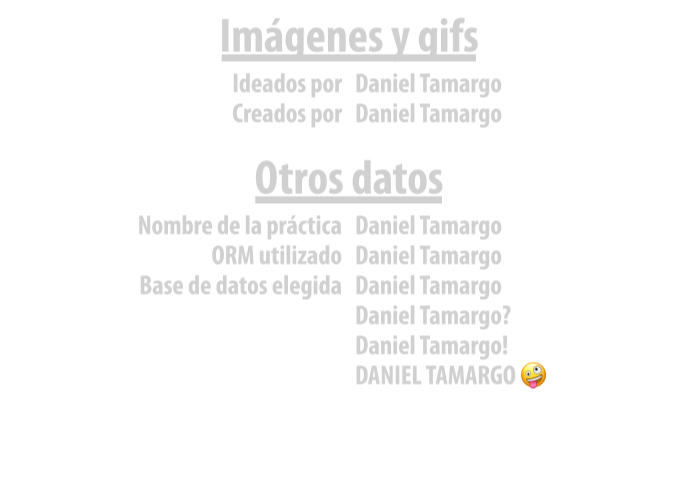 Imágenes y gifs
Ideados por Daniel Tamargo
Creados por Daniel Tamargo
Otros datos
Nombre de la práctica Daniel Tamargo
ORM utilizado Daniel Tamargo
Base de datos elegida Daniel Tamargo
Daniel Tamargo?
Daniel Tamargo!
DANIEL TAMARGO 🤪